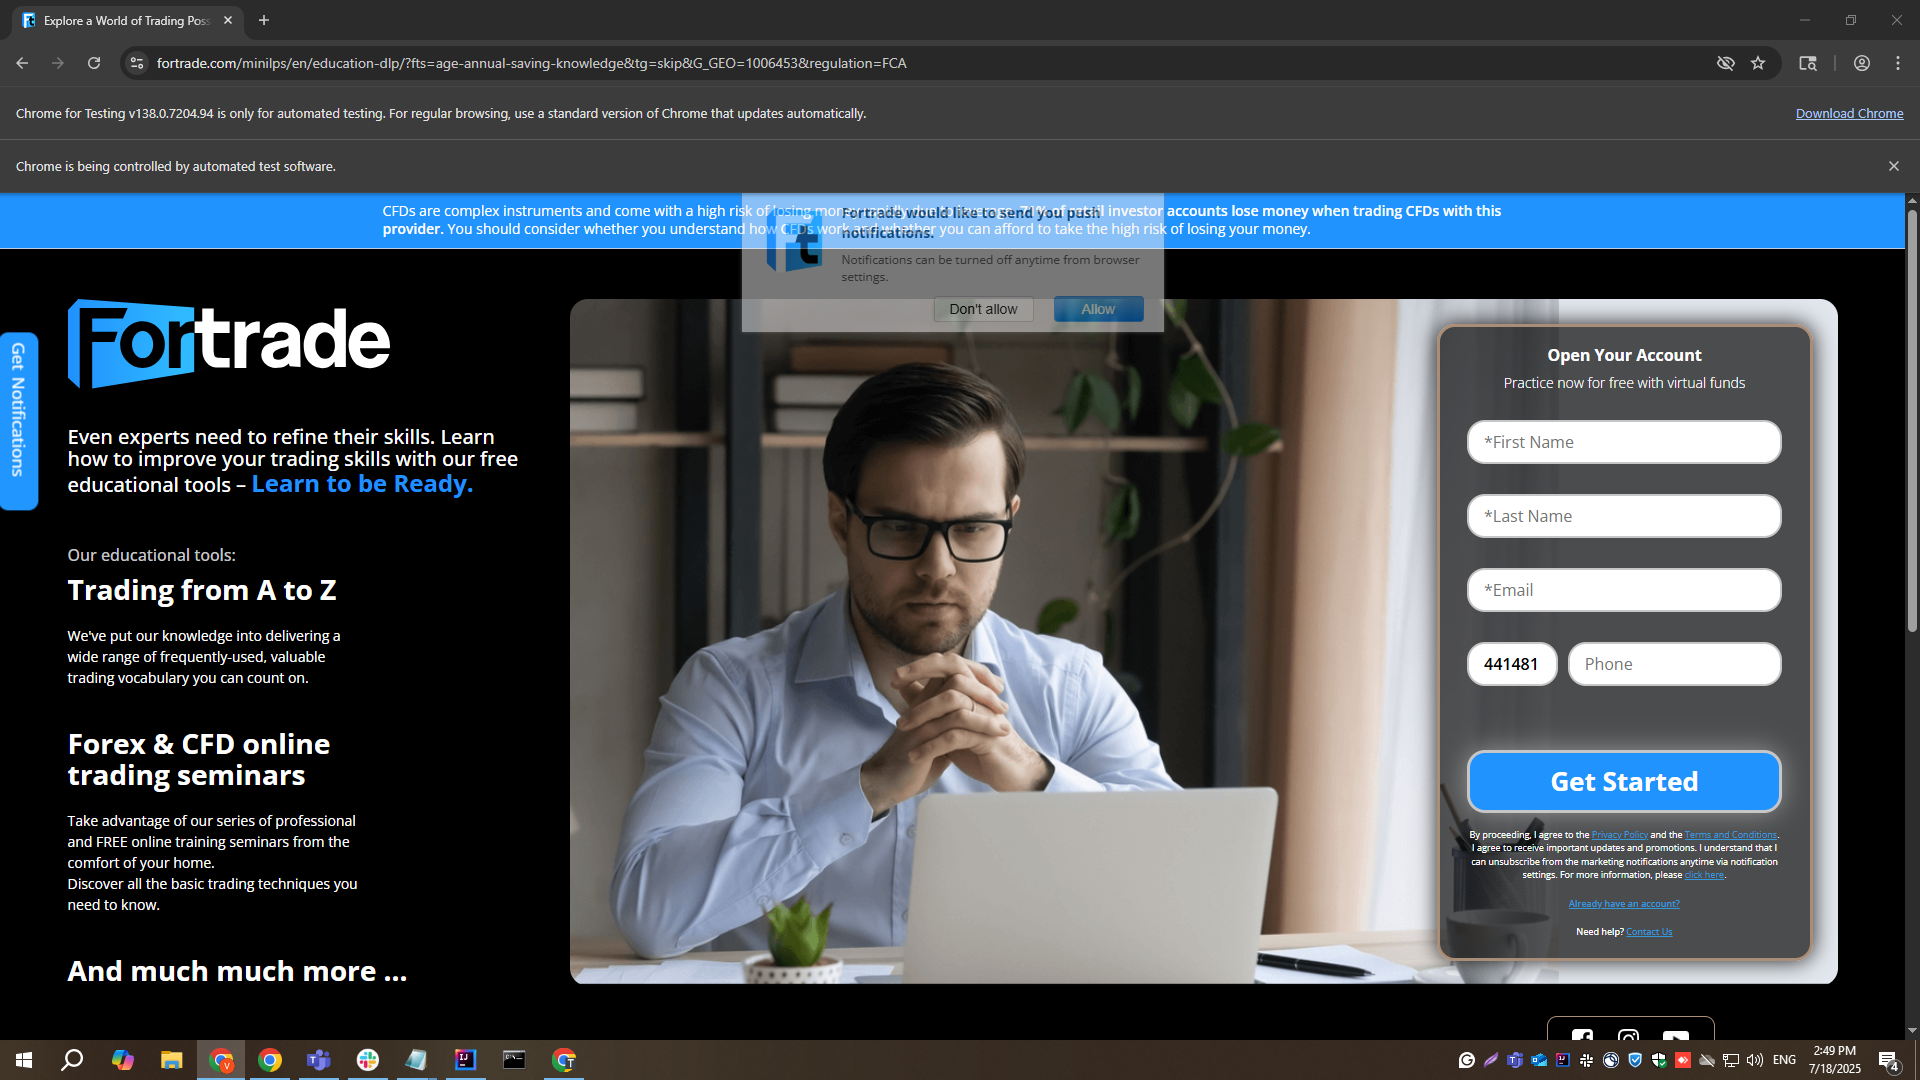 Explore a World of Trading Pos
fortrade.com/minilps/en/education-dlp/?fts=age-annual-saving-knowledge&tg=skip&G_GEO=1006453&regulation=FCA
Chrome for Testing v138.0.7204.94 is only for automated testing. For regular browsing, use a standard version of Chrome that updates automatically.
Download Chrome
Chrome is being controlled by automated test software.
CFDs are complex instruments and come with a high risk of losing money rapidly due to leverage. 71% of retail investor accounts lose money when trading CFDs with this
provider. You should consider whether you understand how CFDs work and whether you can afford to take the high risk of losing your money.
Fortrade would like to send you push
notifications.
Notifications can be turned off anytime from browser
settings.
Don't allow
Allow
Fortrade
Get Notifications
Even experts need to refine their skills. Learn
how to improve your trading skills with our free
educational tools – Learn to be Ready.
Our educational tools:
Trading from A to Z
We've put our knowledge into delivering a
wide range of frequently-used, valuable
trading vocabulary you can count on.
Forex & CFD online
trading seminars
Take advantage of our series of professional
and FREE online training seminars from the
comfort of your home.
Discover all the basic trading techniques you
need to know.
And much much more ...
Open Your Account
Practice now for free with virtual funds
*First Name
*Last Name
*Email
441481
Phone
Get Started
By proceeding, I agree to the Privacy Policy and the Terms and Conditions.
I agree to receive important updates and promotions. I understand that I
can unsubscribe from the marketing notifications anytime via notification
settings. For more information, please click here.
Already have an account?
Need help? Contact Us
ENG
2:49 PM
7/18/2025
4